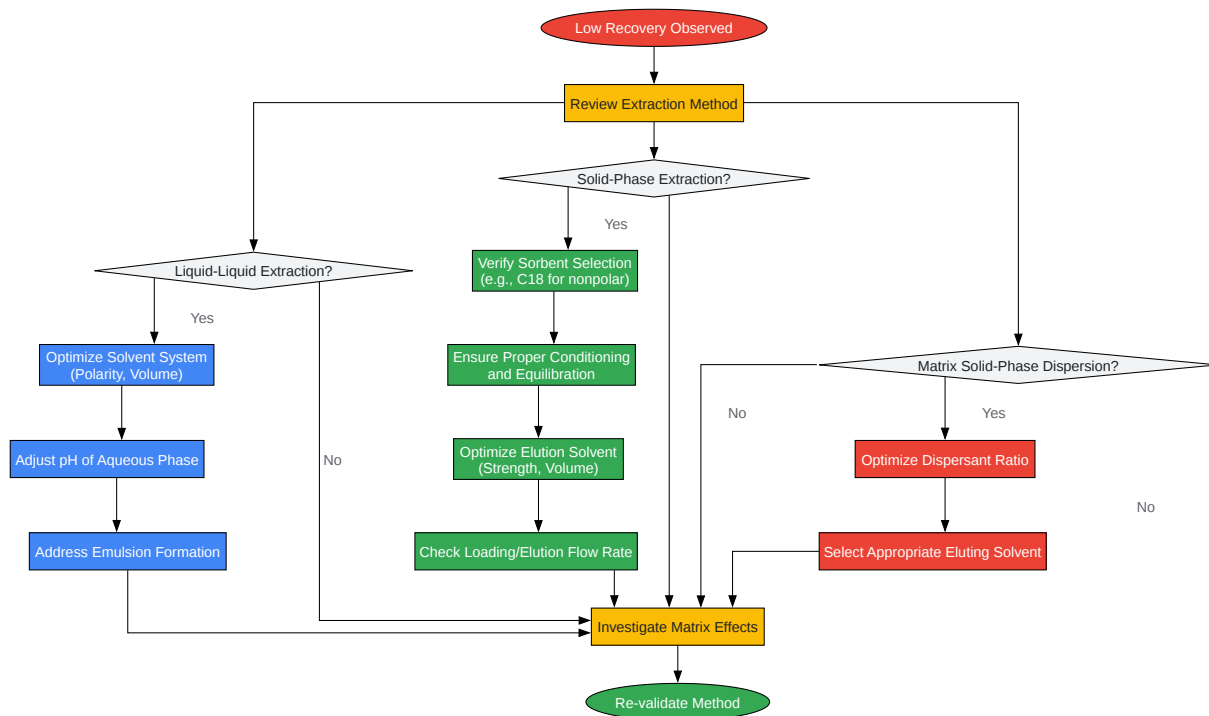 Low Recovery Observed
Review Extraction Method
Solid-Phase Extraction?
Yes
Verify Sorbent Selection
(e.g., C18 for nonpolar)
Liquid-Liquid Extraction?
Yes
Optimize Solvent System
(Polarity, Volume)
Ensure Proper Conditioning
and Equilibration
Matrix Solid-Phase Dispersion?
No
Yes
Adjust pH of Aqueous Phase
No
Optimize Elution Solvent
(Strength, Volume)
Optimize Dispersant Ratio
No
Address Emulsion Formation
Check Loading/Elution Flow Rate
Select Appropriate Eluting Solvent
Investigate Matrix Effects
Re-validate Method